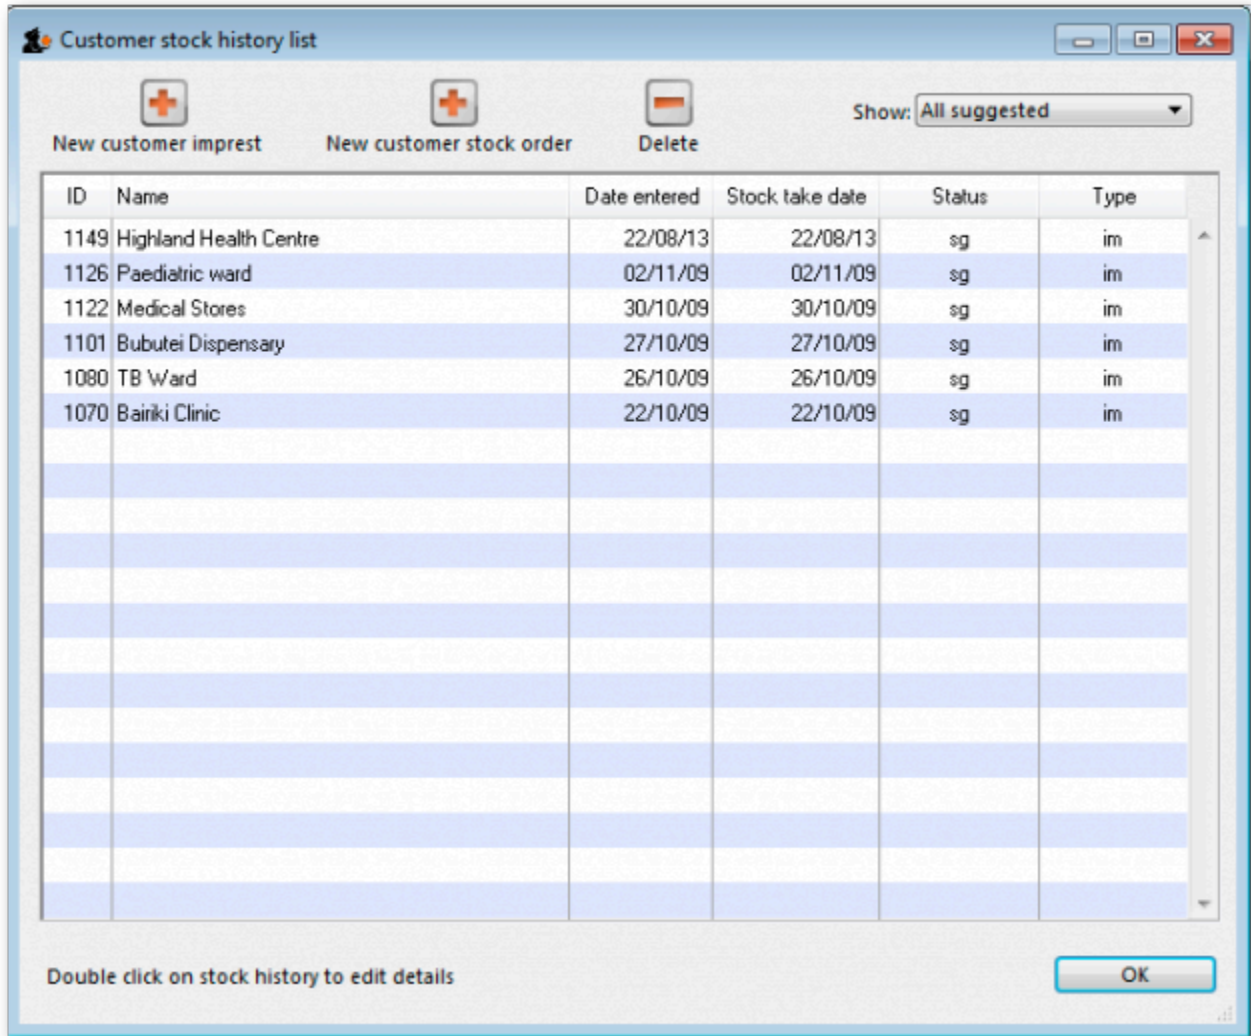 Customer stock history list
New customer imprest New customer stock order Delete Show: All suggested
ID Name Date entered Stock take date Status Type
1149 Highland Health Centre 22/08/13 22/08/13 sg im
1126 Paediatric ward 02/11/09 02/11/09 sg im
1122 Medical Stores 30/10/09 30/10/09 sg im
1101 Bubutei Dispensary 27/10/09 27/10/09 sg im
1080 TB Ward 26/10/09 26/10/09 sg im
1070 Bairiki Clinic 22/10/09 22/10/09 sg im
Double click on stock history to edit details OK